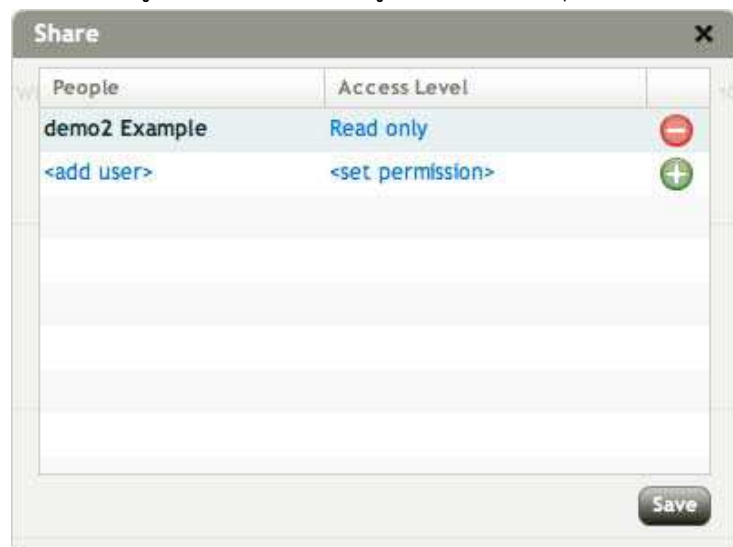 Share
People Access Level
demo2 Example Read only
<add user> <set permission>
Save